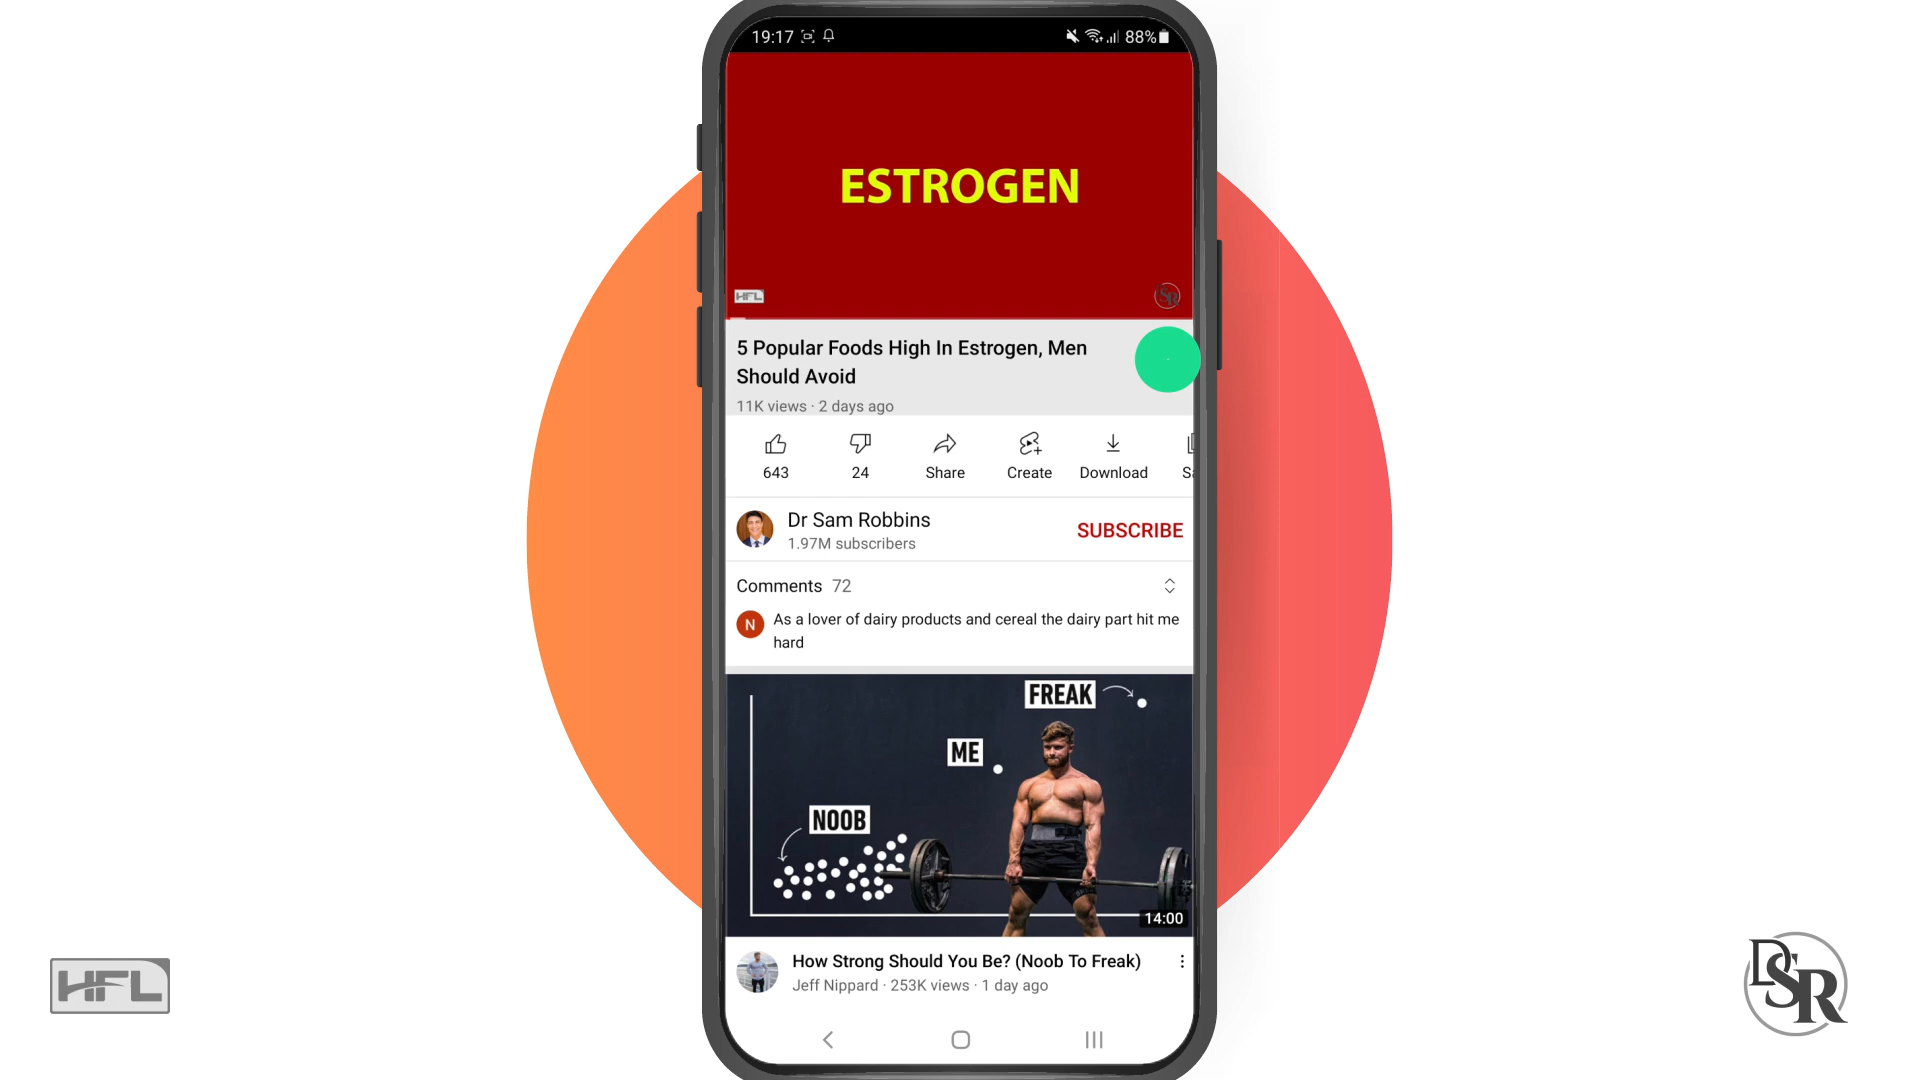 19:17
88%
ESTROGEN
HFL
DSR
5 Popular Foods High In Estrogen, Men
Should Avoid
11K views · 2 days ago
643
24
Share
Create
Download
Dr Sam Robbins
1.97M subscribers
SUBSCRIBE
Comments 72
N
As a lover of dairy products and cereal the dairy part hit me
hard
FREAK
ME
NOOB
14:00
How Strong Should You Be? (Noob To Freak)
Jeff Nippard · 253K views · 1 day ago
HFL
DSR